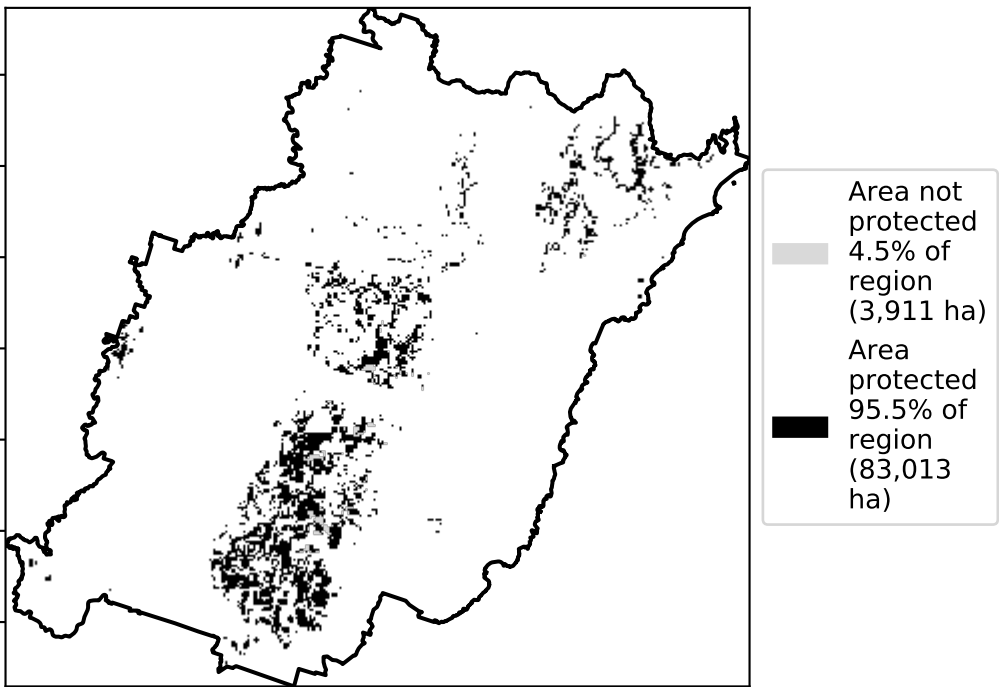 Area not
protected
4.5% of
region
(3,911 ha)
Area
protected
95.5% of
region
(83,013
ha)